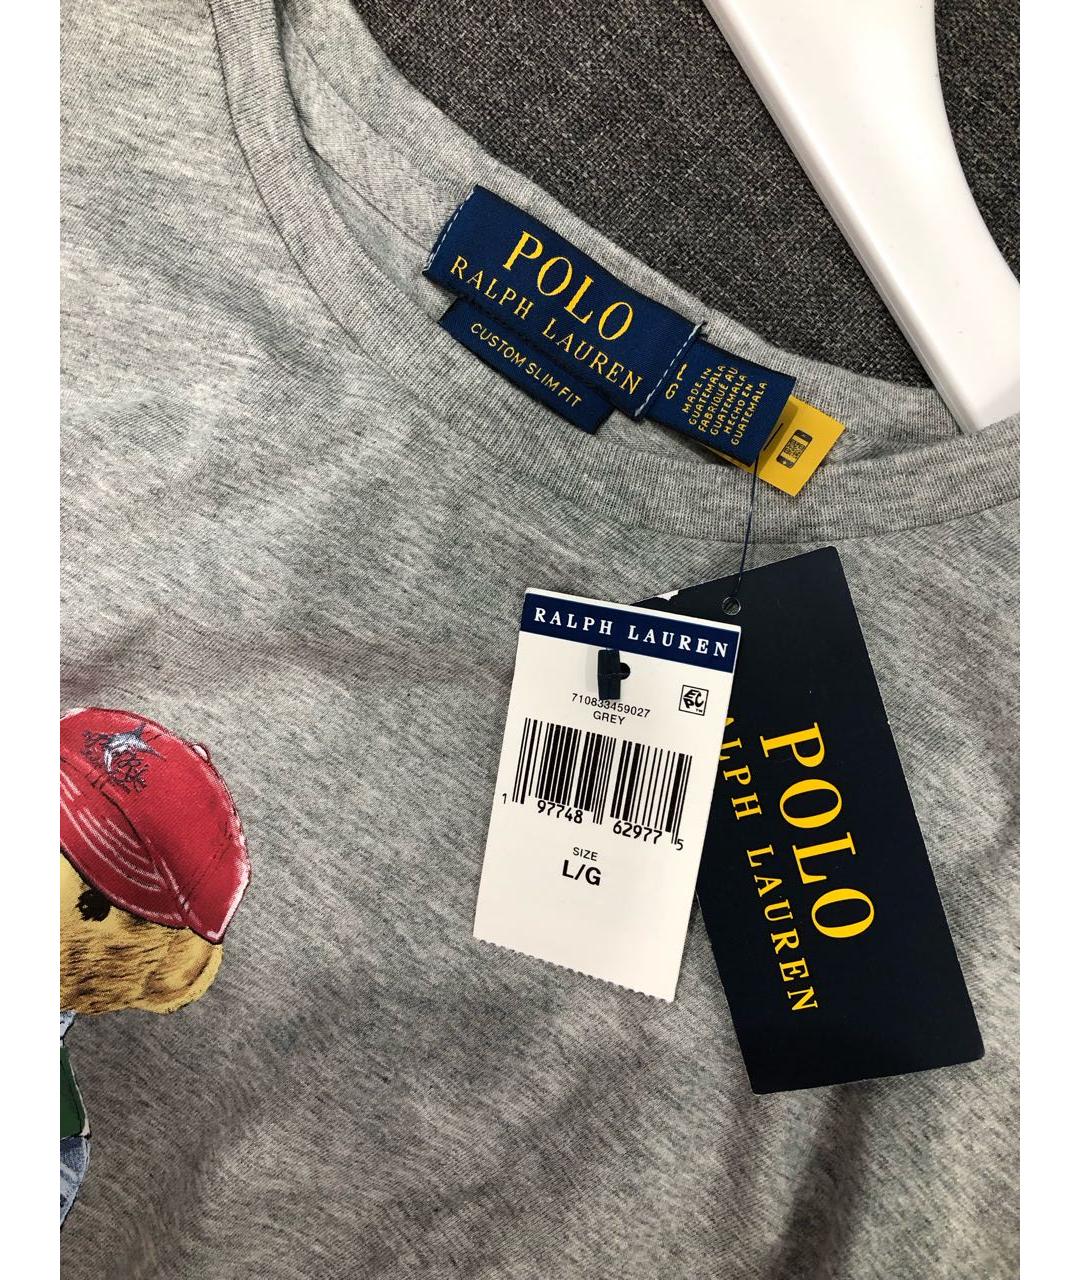 POLO
RALPH LAUREN
CUSTOM SLIM FIT
L
G
MADE IN
GUATEMALA
FABRIQUÉ AU
GUATEMALA
HECHO EN
GUATEMALA
RALPH LAUREN
710833459027
GREY
1 97748 62977 5
SIZE
L/G
POLO
LPH LAUREN